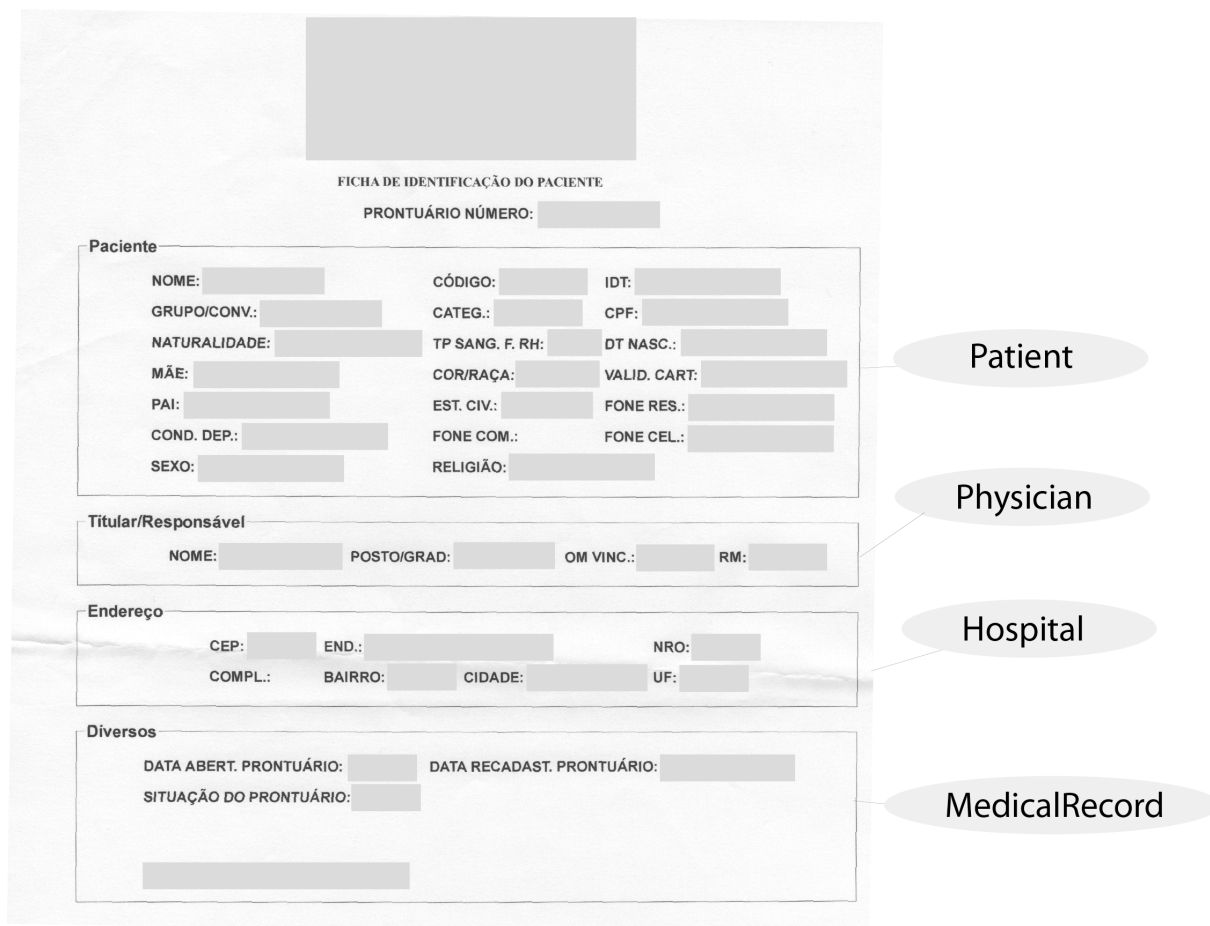 FICHA DE IDENTIFICAÇÃO DO PACIENTE
PRONTUÁRIO NÚMERO:
Paciente
NOME: CÓDIGO: IDT:
GRUPO/CONV.: CATEG.: CPF:
NATURALIDADE: TP SANG. F. RH: DT NASC.:
MÃE: COR/RAÇA: VALID. CART:
PAI: EST. CIV.: FONE RES.:
COND. DEP.: FONE COM.: FONE CEL.:
SEXO: RELIGIÃO:
Patient
Titular/Responsável
NOME: POSTO/GRAD: OM VINC.: RM:
Physician
Endereço
CEP: END.: NRO:
COMPL.: BAIRRO: CIDADE: UF:
Hospital
Diversos
DATA ABERT. PRONTUÁRIO: DATA RECADAST. PRONTUÁRIO:
SITUAÇÃO DO PRONTUÁRIO:
MedicalRecord